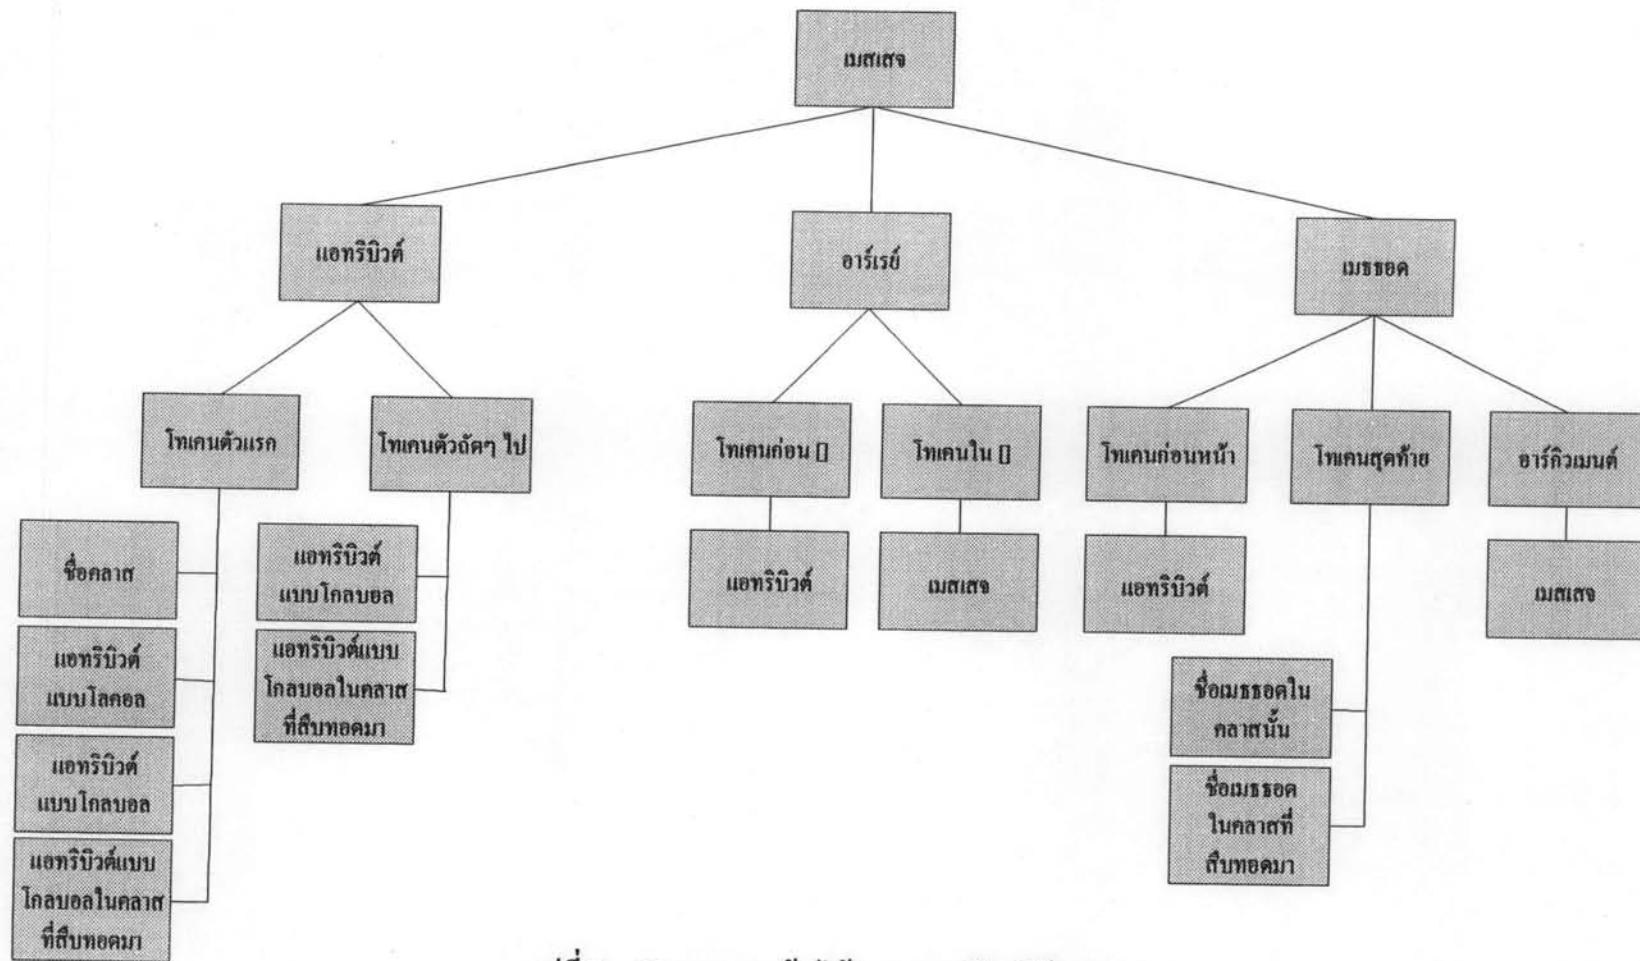 เมสเสจ
แอทริบิวต์
อาร์เรย์
เมธธอด
โทเคนตัวแรก
โทเคนตัวถัดๆ ไป
โทเคนก่อน []
โทเคนใน []
โทเคนก่อนหน้า
โทเคนสุดท้าย
อาร์กิวเมนต์
ชื่อคลาส
แอทริบิวต์
แบบโลคอล
แอทริบิวต์
แบบโกลบอล
แอทริบิวต์แบบ
โกลบอลในคลาส
ที่สืบทอดมา
แอทริบิวต์
แบบโกลบอล
แอทริบิวต์แบบ
โกลบอลในคลาส
ที่สืบทอดมา
แอทริบิวต์
เมสเสจ
แอทริบิวต์
ชื่อเมธธอดใน
คลาสนั้น
ชื่อเมธธอด
ในคลาสที่
สืบทอดมา
เมสเสจ